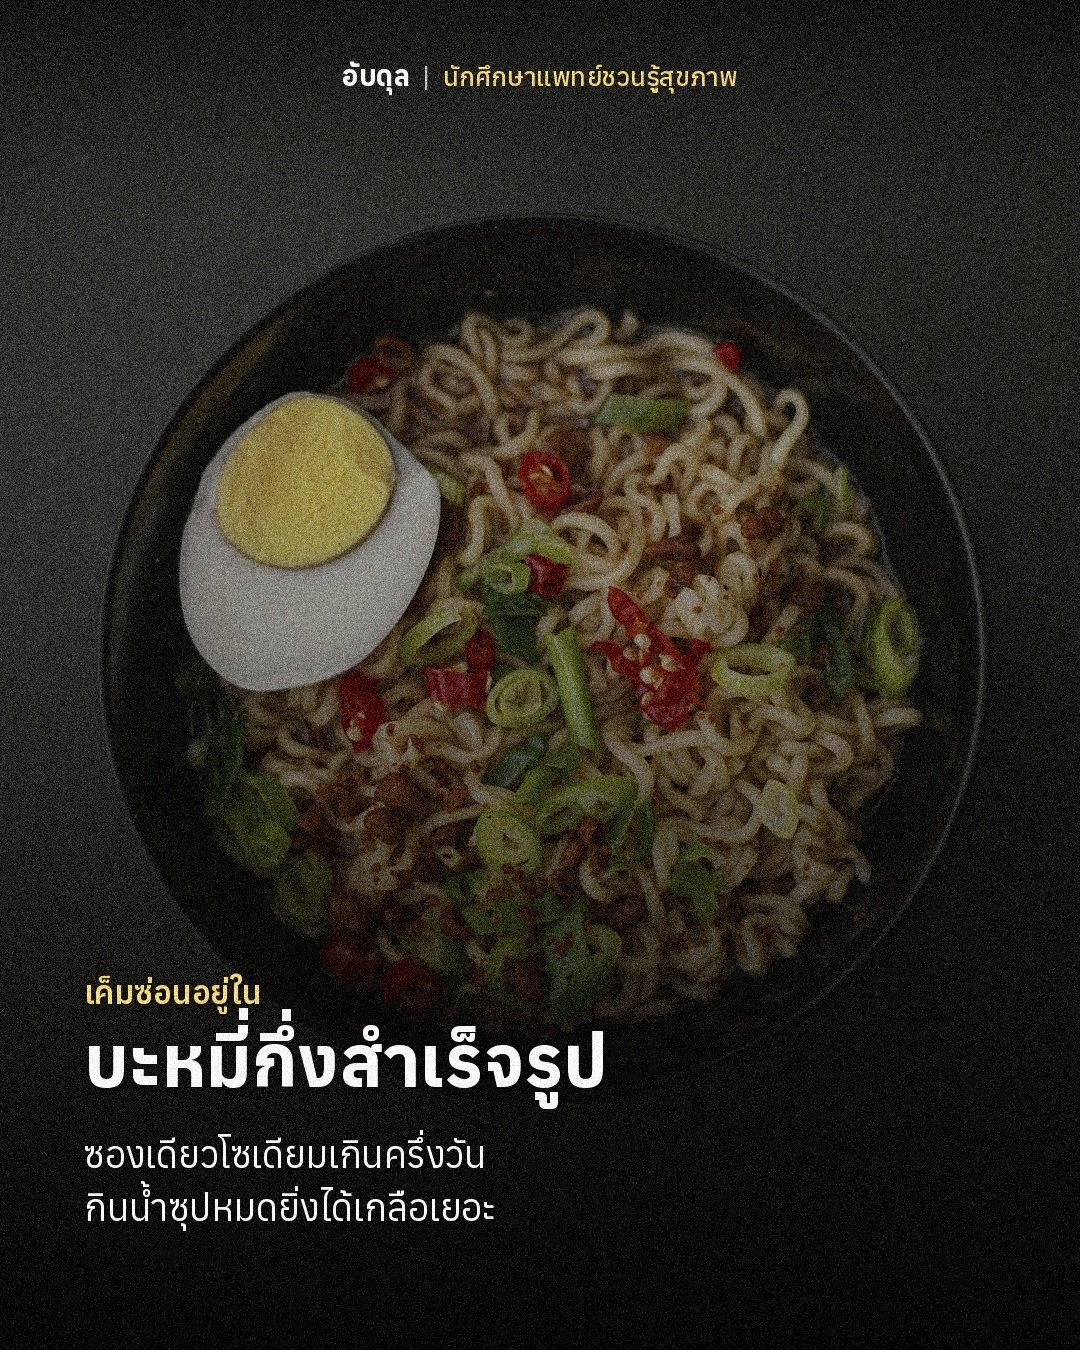 อับดุล | นักศึกษาแพทย์ชวนรู้สุขภาพ
เค็มซ่อนอยู่ใน
บะหมี่กึ่งสำเร็จรูป
ซองเดียวโซเดียมเกินครึ่งวัน
กินน้ำซุปหมดยิ่งได้เกลือเยอะ